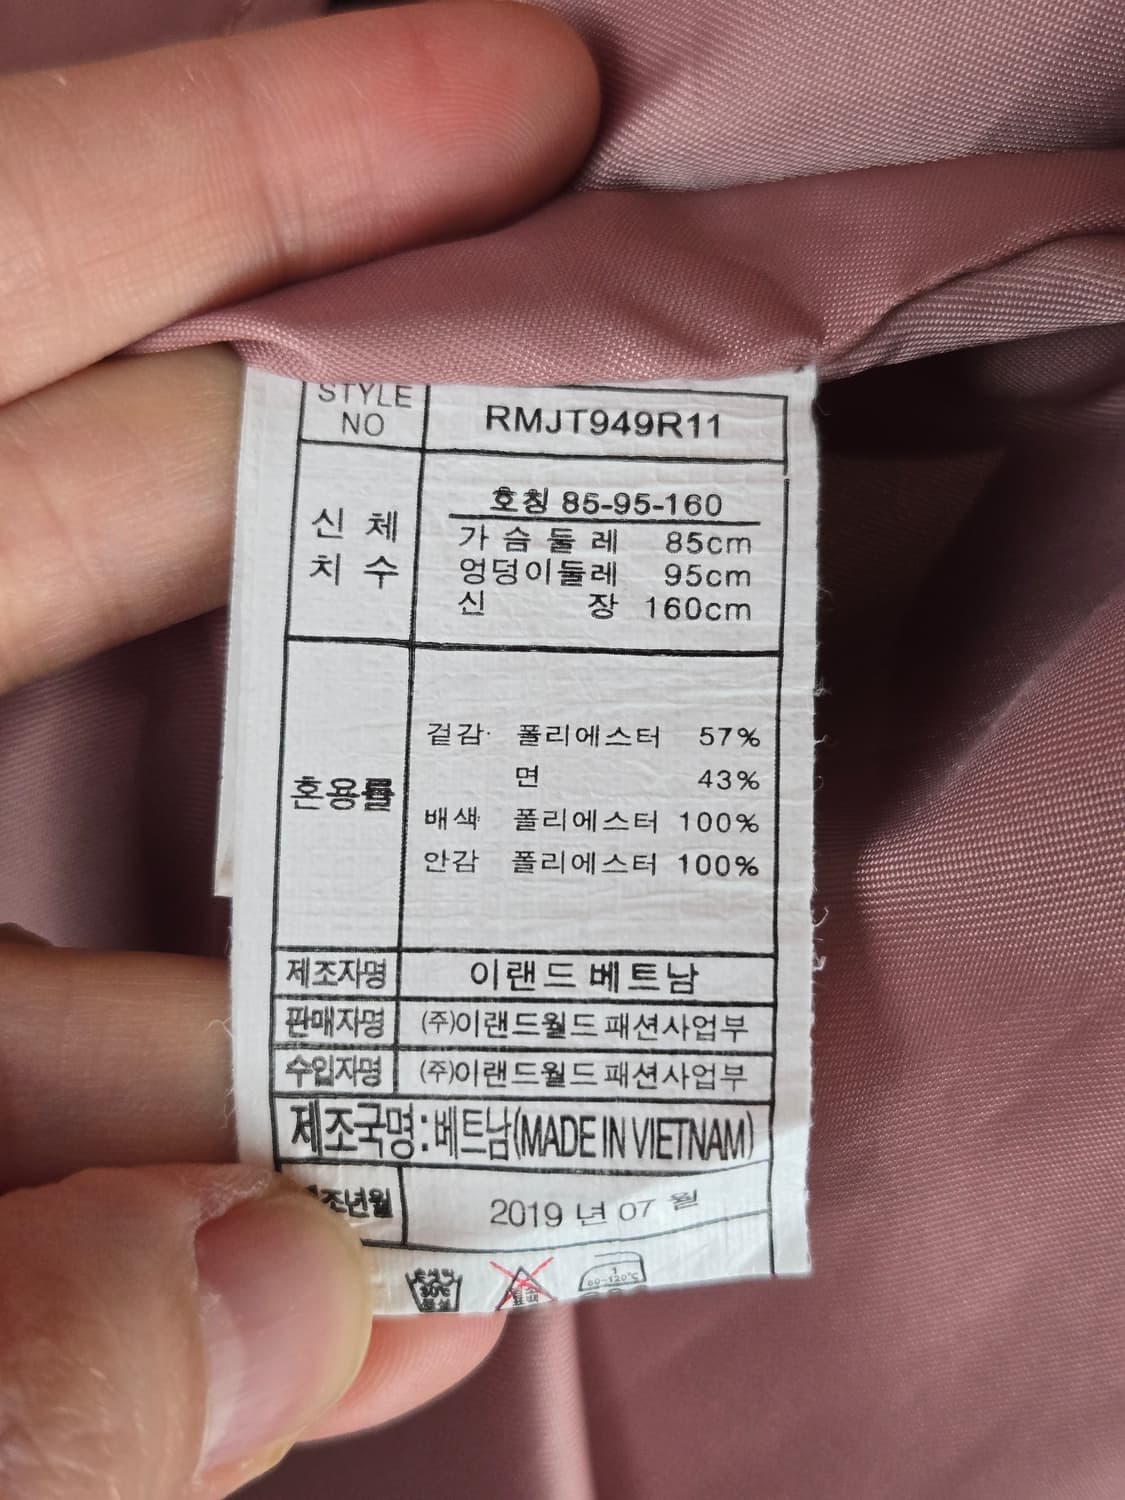 STYLE NO RMJT949R11
신체 치수
호칭 85-95-160
가슴둘레 85cm
엉덩이둘레 95cm
신장 160cm
혼용률
겉감 폴리에스터 57%
면 43%
배색 폴리에스터 100%
안감 폴리에스터 100%
제조자명 이랜드 베트남
판매자명 (주)이랜드월드 패션사업부
수입자명 (주)이랜드월드 패션사업부
제조국명:베트남(MADE IN VIETNAM)
조년월 2019 년 07 월
30℃